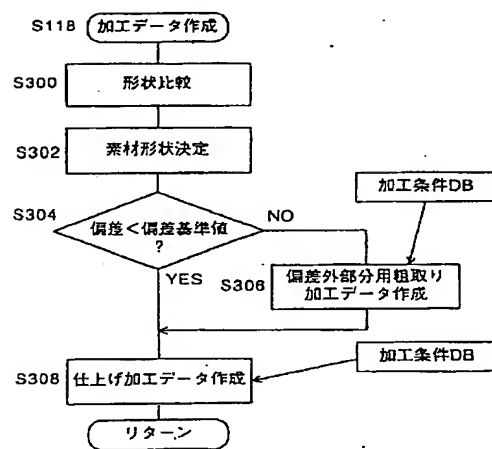 S118
加工データ作成
S300
形状比較
S302
素材形状決定
加工条件DB
S304
偏差<偏差基準値
?
NO
YES
S306
偏差外部分用粗取り
加工データ作成
加工条件DB
S308
仕上げ加工データ作成
リターン